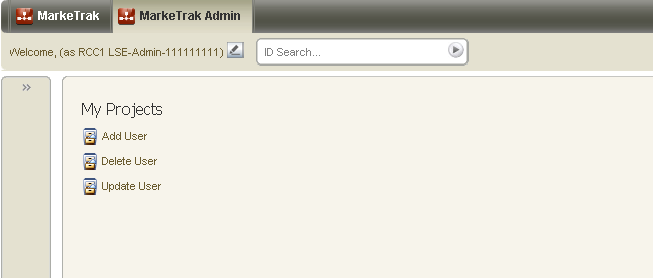 MarkeTrak MarkeTrak Admin
Welcome, (as RCC1 LSE-Admin-111111111) ID Search...
»
My Projects
Add User
Delete User
Update User